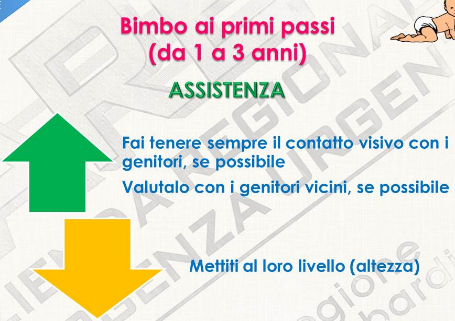 Bimbo ai primi passi
(da 1 a 3 anni)
ASSISTENZA
Fai tenere sempre il contatto visivo con i
genitori, se possibile
Valutalo con i genitori vicini, se possibile
Mettiti al loro livello (altezza)